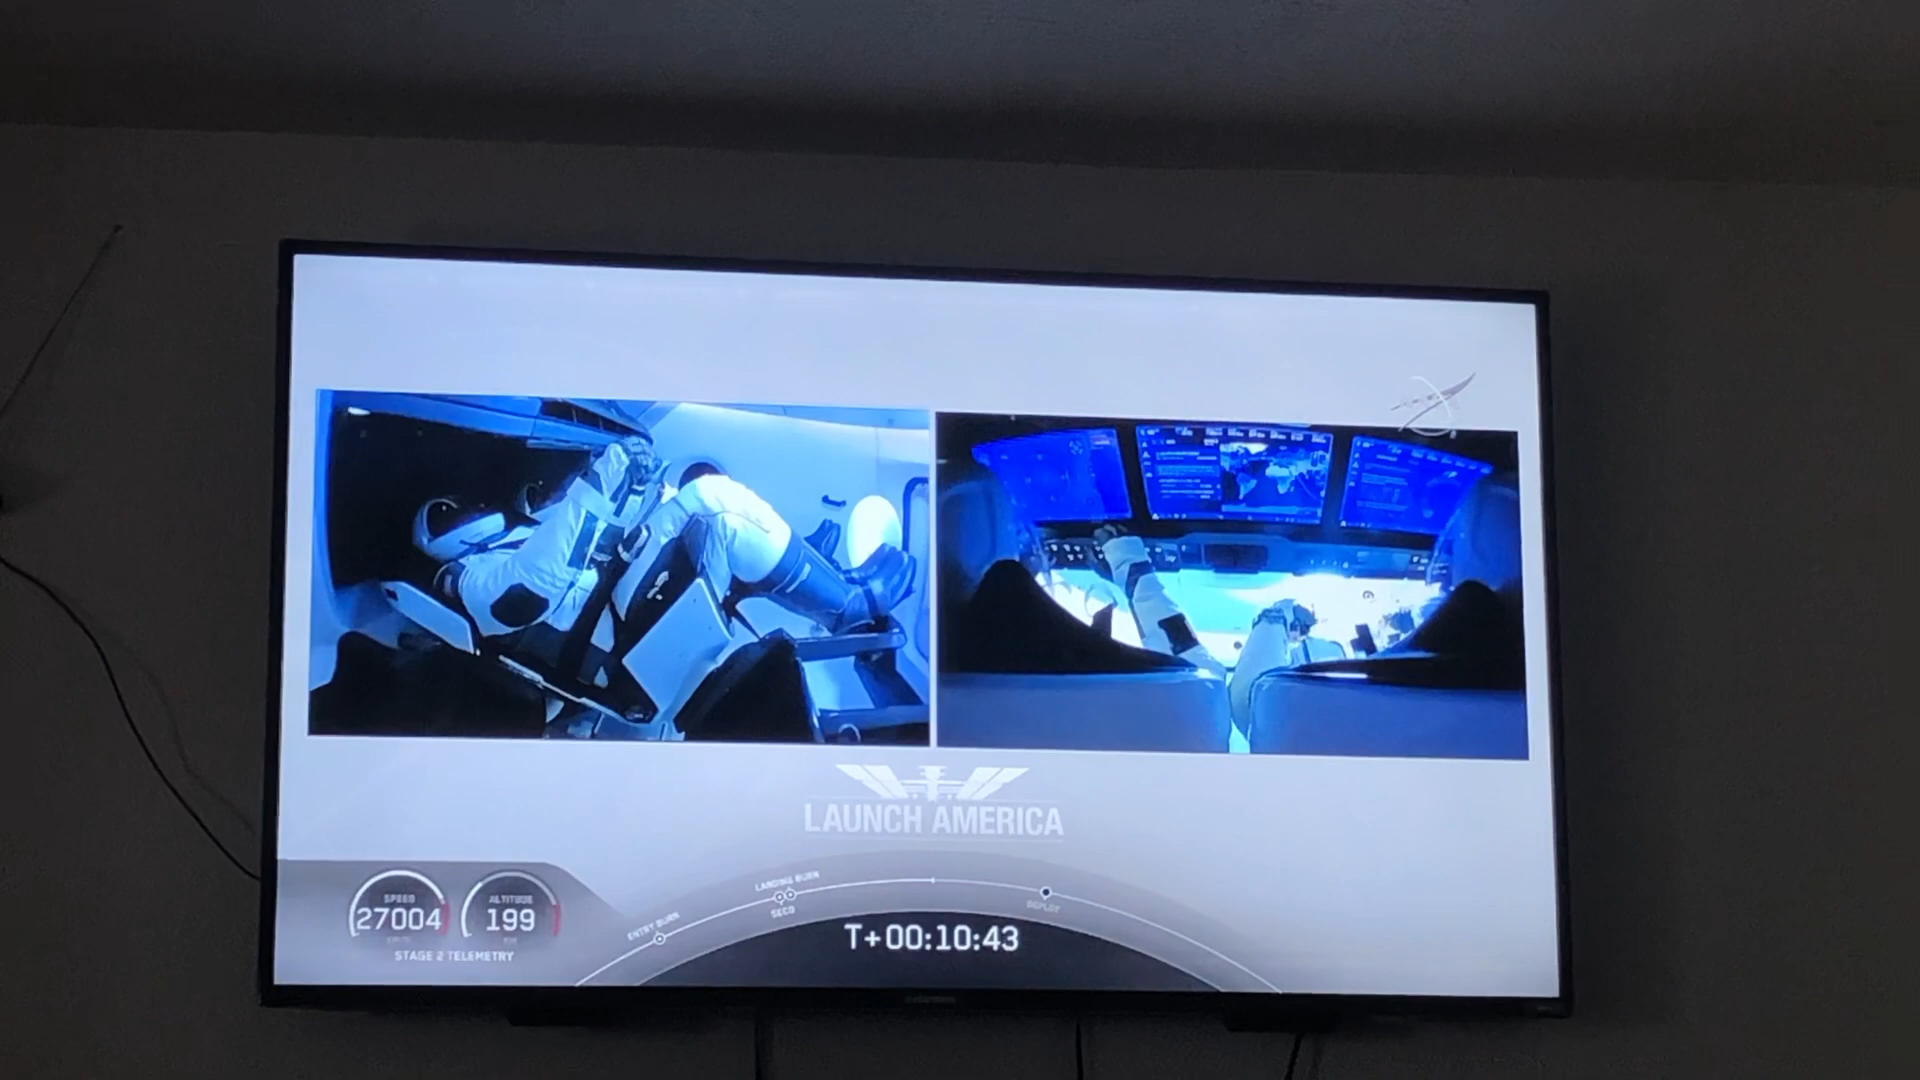 LAUNCH AMERICA
LANDING BURN
SECO
ENTRY BURN
DEPLOY
SPEED
27004
ALTITUDE
199
STAGE 2 TELEMETRY
T+00:10:43